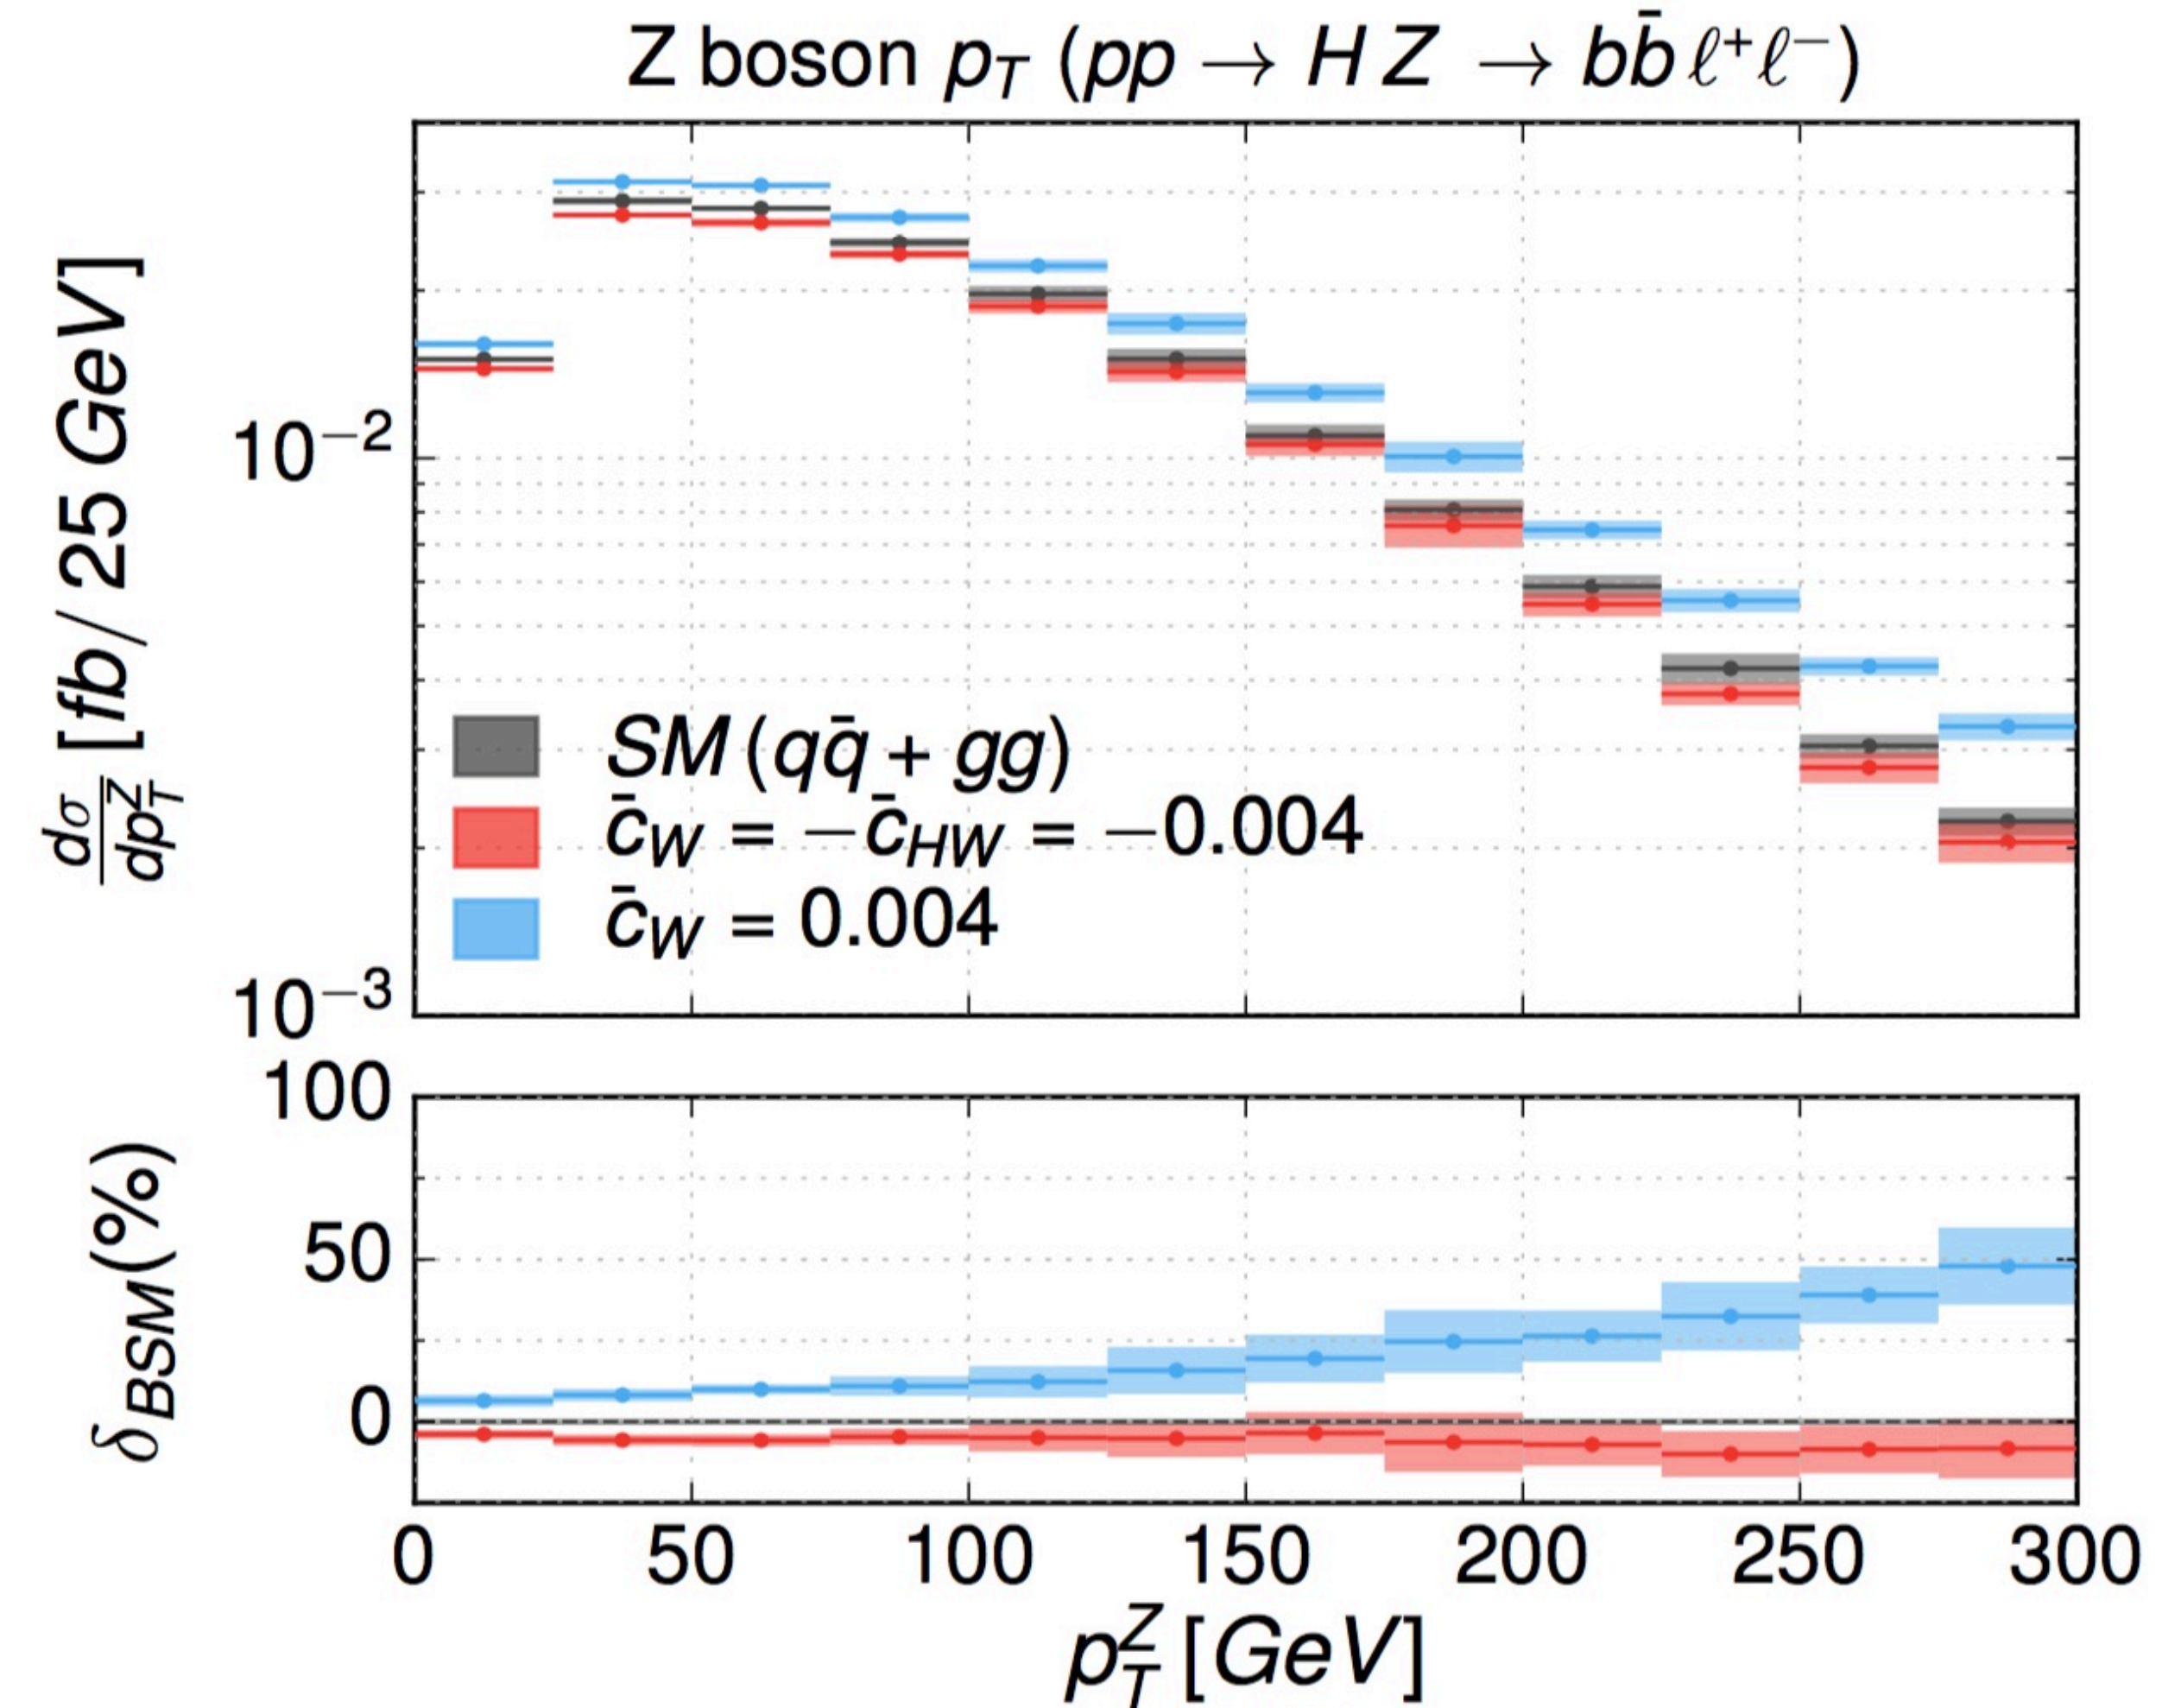 Z boson p_T (pp → H Z → bb̄ ℓ⁺ℓ⁻)
dσ/dp_T^Z [fb / 25 GeV]
10⁻²
10⁻³
SM (qq̄ + gg)
c̄_W = −c̄_HW = −0.004
c̄_W = 0.004
δ_BSM(%)
100
50
0
0 50 100 150 200 250 300
p_T^Z [GeV]